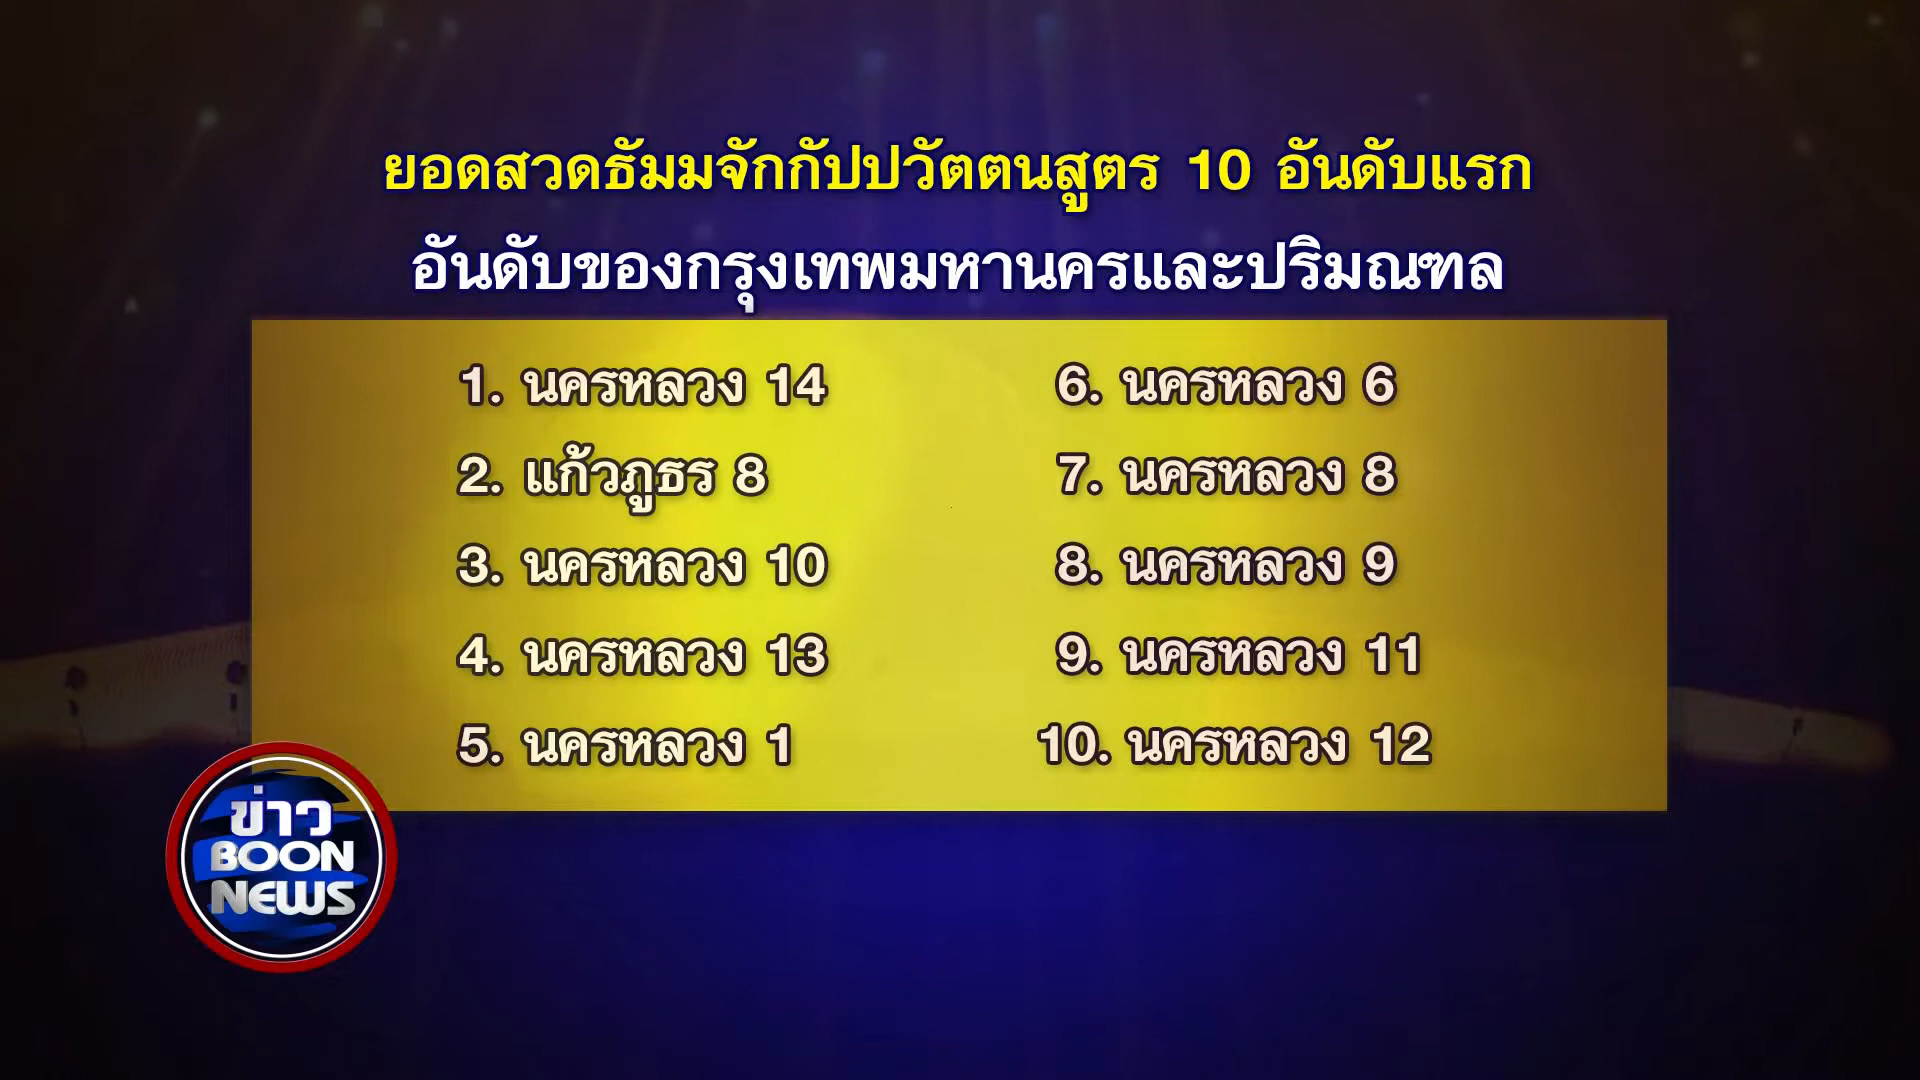 ยอดสวดธัมมจักกัปปวัตตนสูตร 10 อันดับแรก
อันดับของกรุงเทพมหานครและปริมณฑล
1. นครหลวง 14
2. แก้วภูธร 8
3. นครหลวง 10
4. นครหลวง 13
5. นครหลวง 1
6. นครหลวง 6
7. นครหลวง 8
8. นครหลวง 9
9. นครหลวง 11
10. นครหลวง 12
ข่าว
BOON
NEWS